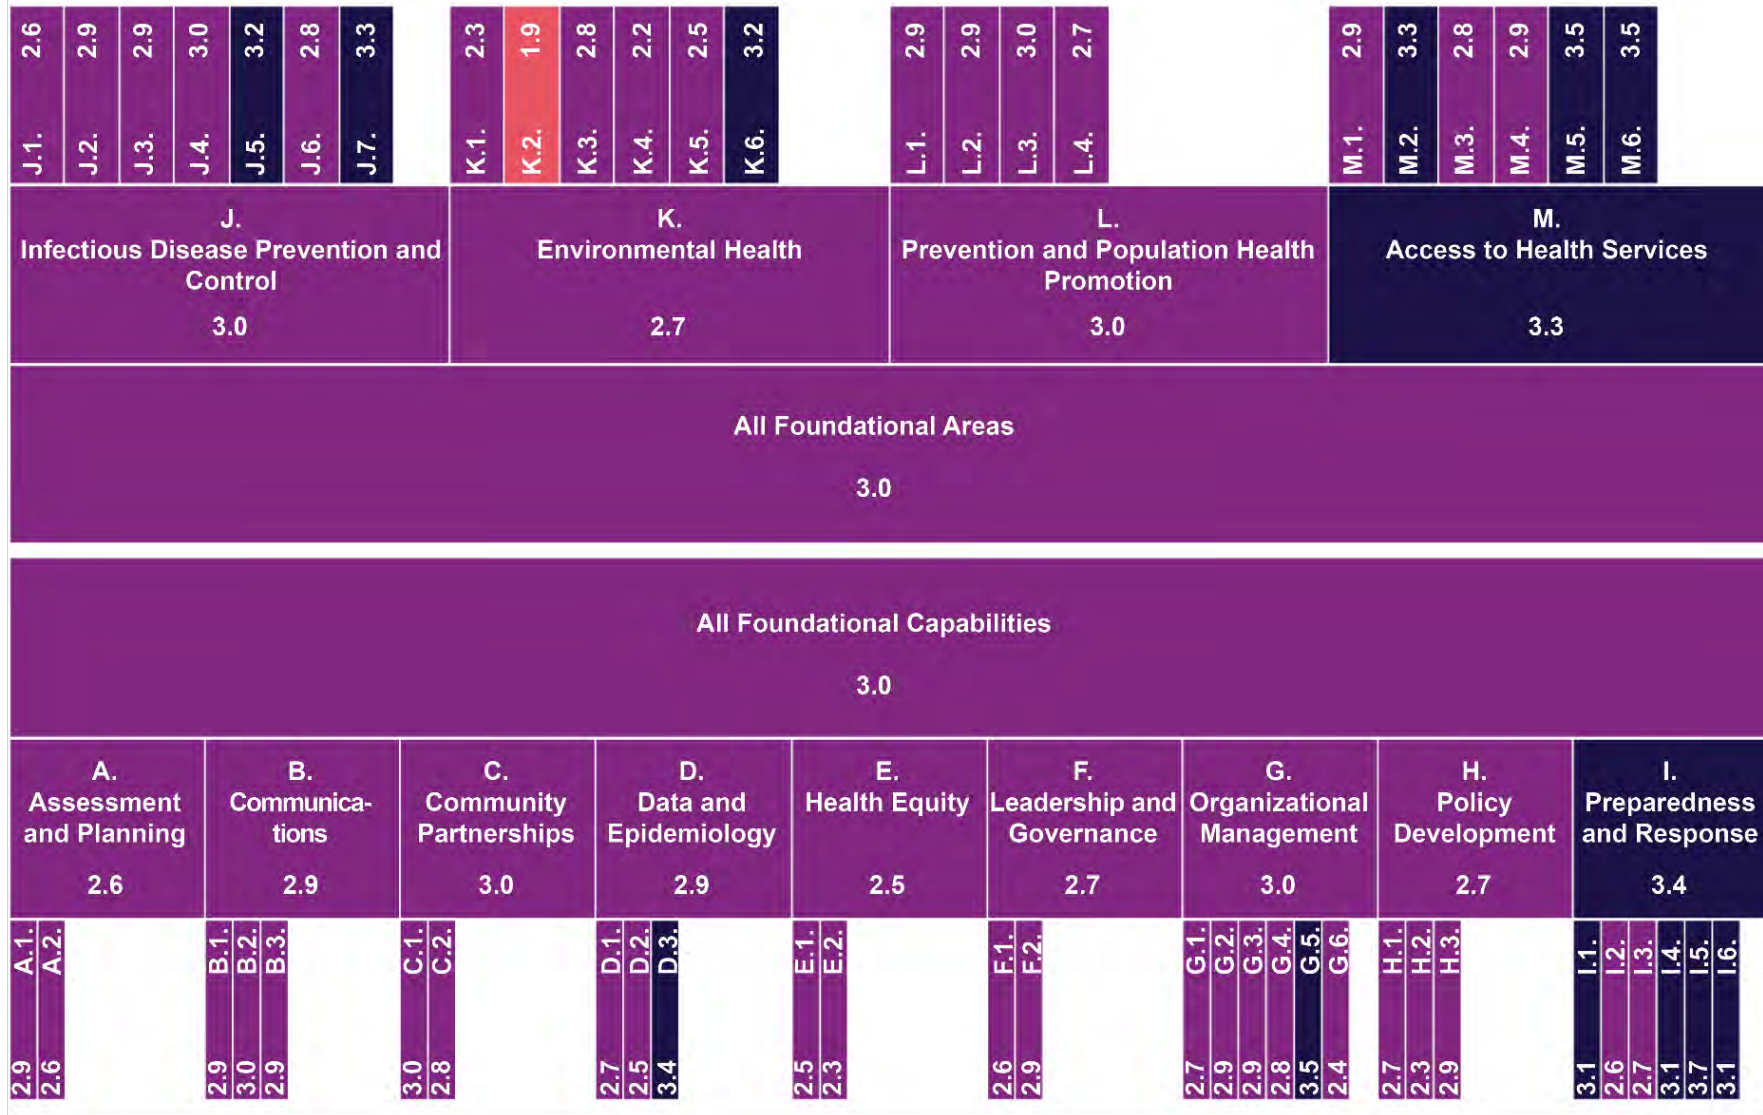 J.1. 2.6
J.2. 2.9
J.3. 2.9
J.4. 3.0
J.5. 3.2
J.6. 2.8
J.7. 3.3
K.1. 2.3
K.2. 1.9
K.3. 2.8
K.4. 2.2
K.5. 2.5
K.6. 3.2
L.1. 2.9
L.2. 2.9
L.3. 3.0
L.4. 2.7
M.1. 2.9
M.2. 3.3
M.3. 2.8
M.4. 2.9
M.5. 3.5
M.6. 3.5
J.
Infectious Disease Prevention and
Control
3.0
K.
Environmental Health
2.7
L.
Prevention and Population Health
Promotion
3.0
M.
Access to Health Services
3.3
All Foundational Areas
3.0
All Foundational Capabilities
3.0
A.
Assessment
and Planning
2.6
B.
Communica-
tions
2.9
C.
Community
Partnerships
3.0
D.
Data and
Epidemiology
2.9
E.
Health Equity
2.5
F.
Leadership and
Governance
2.7
G.
Organizational
Management
3.0
H.
Policy
Development
2.7
I.
Preparedness
and Response
3.4
2.9 A.1.
2.6 A.2.
2.9 B.1.
3.0 B.2.
2.9 B.3.
3.0 C.1.
2.8 C.2.
2.7 D.1.
2.5 D.2.
3.4 D.3.
2.5 E.1.
2.3 E.2.
2.6 F.1.
2.9 F.2.
2.7 G.1.
2.9 G.2.
2.9 G.3.
2.8 G.4.
3.5 G.5.
2.4 G.6.
2.7 H.1.
2.3 H.2.
2.9 H.3.
3.1 I.1.
2.6 I.2.
2.7 I.3.
3.1 I.4.
3.7 I.5.
3.1 I.6.